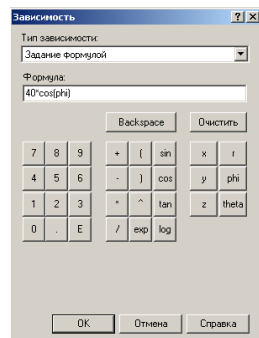 Зависимость ? x
Тип зависимости:
Задание формулой
Формула:
40*cos(phi)
Backspace Очистить
7 8 9 + ( sin x r
4 5 6 - ) cos y phi
1 2 3 * ^ tan z theta
0 . E / exp log
OK Отмена Справка